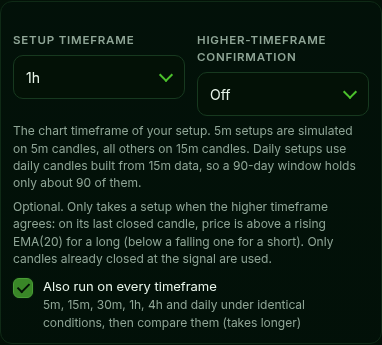 SETUP TIMEFRAME
HIGHER-TIMEFRAME
CONFIRMATION
1h
Off
The chart timeframe of your setup. 5m setups are simulated
on 5m candles, all others on 15m candles. Daily setups use
daily candles built from 15m data, so a 90-day window holds
only about 90 of them.
Optional. Only takes a setup when the higher timeframe
agrees: on its last closed candle, price is above a rising
EMA(20) for a long (below a falling one for a short). Only
candles already closed at the signal are used.
Also run on every timeframe
5m, 15m, 30m, 1h, 4h and daily under identical
conditions, then compare them (takes longer)